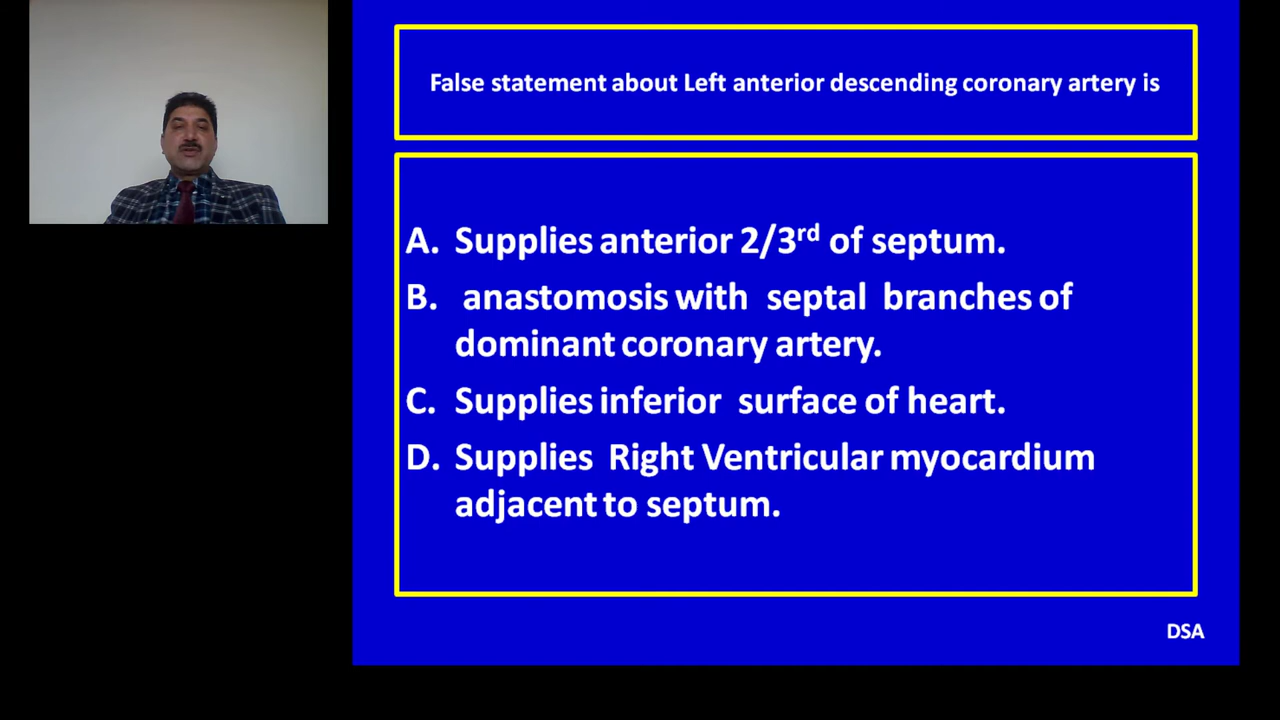 False statement about Left anterior descending coronary artery is
A. Supplies anterior 2/3rd of septum.
B. anastomosis with septal branches of
dominant coronary artery.
C. Supplies inferior surface of heart.
D. Supplies Right Ventricular myocardium
adjacent to septum.
DSA